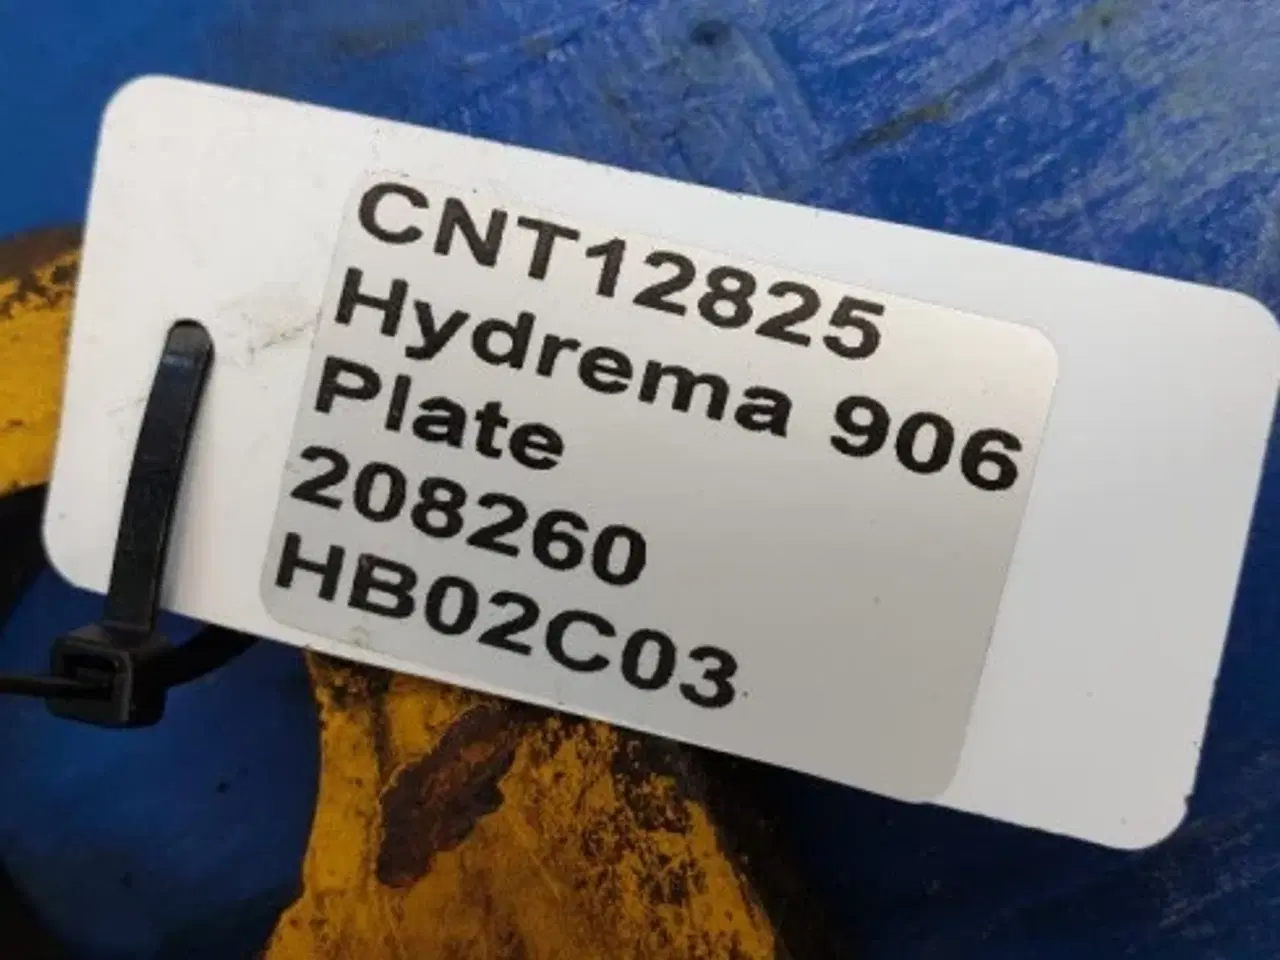 CNT12825
Hydrema 906
Plate
208260
HB02C03